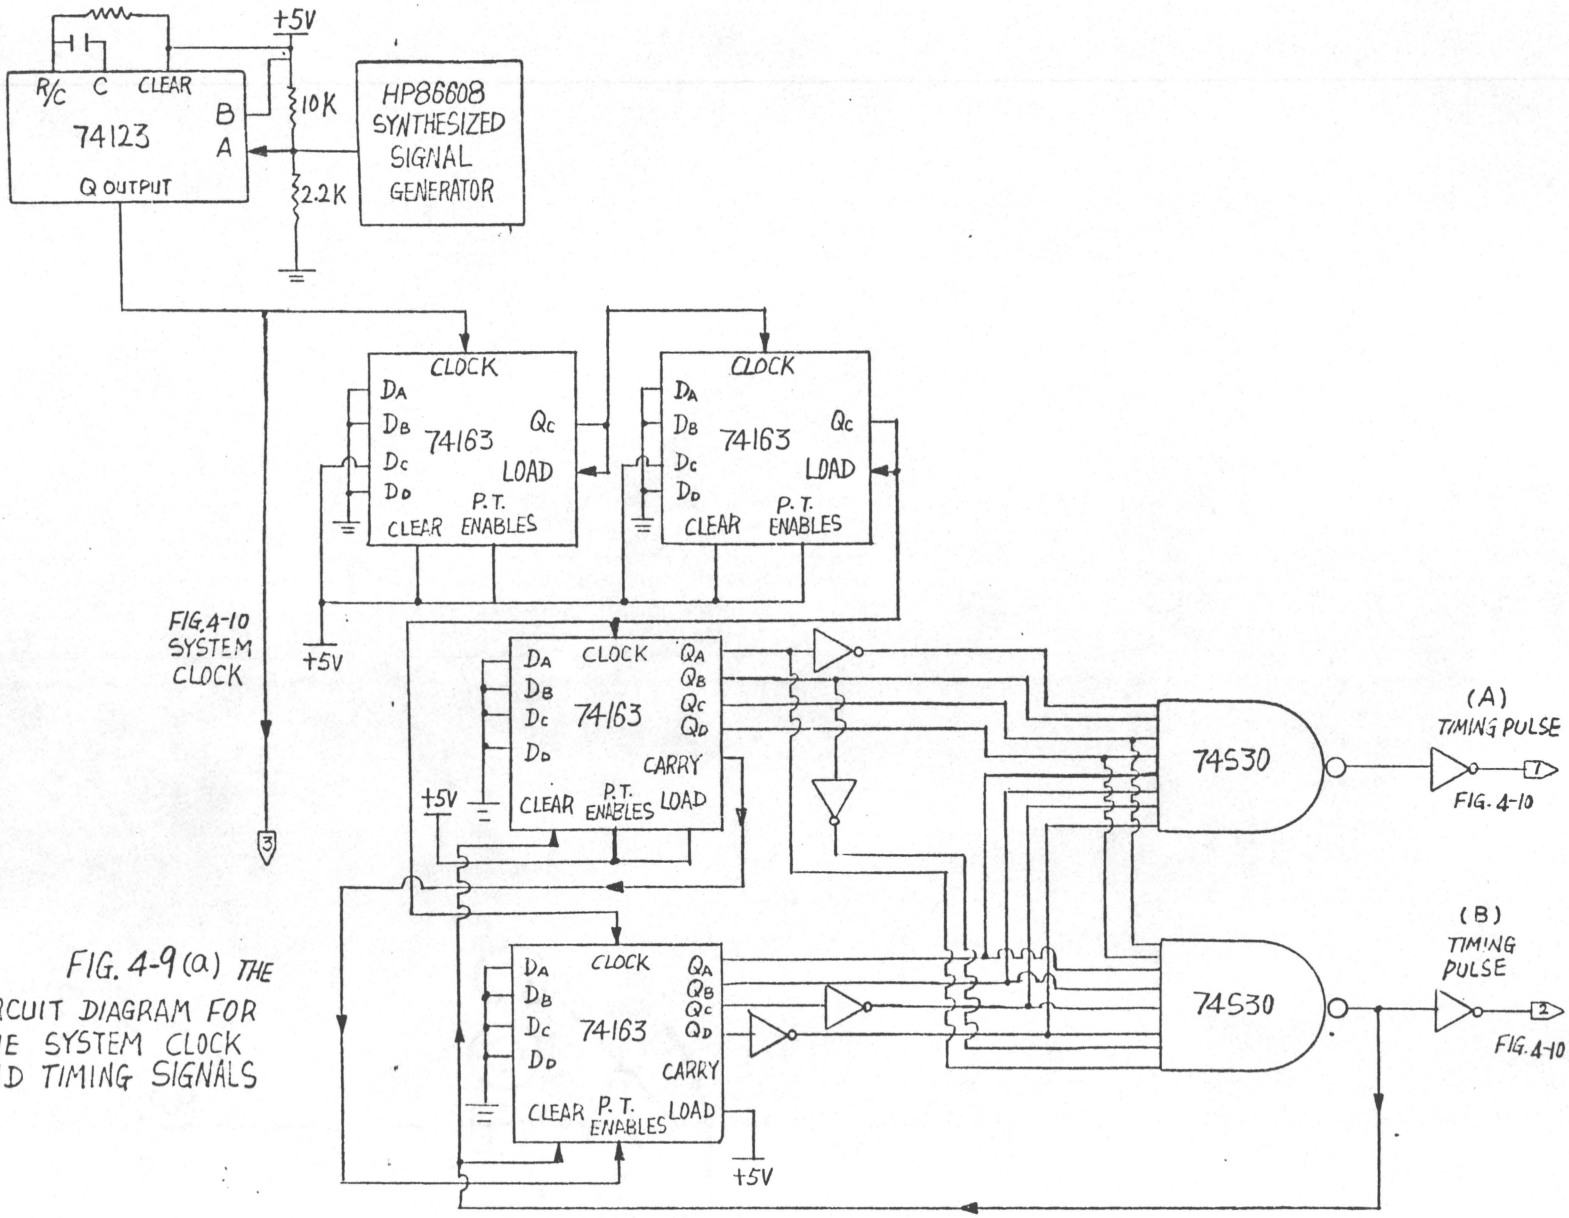 +5V
R/C C CLEAR
B
10K
74123
A
Q OUTPUT
2.2K
HP86608
SYNTHESIZED
SIGNAL
GENERATOR
CLOCK
DA
DB
74163
QC
DC
LOAD
DD
P.T.
CLEAR ENABLES
CLOCK
DA
DB
74163
QC
DC
LOAD
DD
P.T.
CLEAR ENABLES
+5V
FIG. 4-10
SYSTEM
CLOCK
3
CLOCK
DA
DB
DC
DD
74163
QA
QB
QC
QD
CARRY
+5V
CLEAR P.T. ENABLES LOAD
74S30
(A)
TIMING PULSE
1
FIG. 4-10
CLOCK
DA
DB
DC
DD
74163
QA
QB
QC
QD
CARRY
CLEAR P.T. ENABLES LOAD
+5V
74S30
(B)
TIMING
PULSE
2
FIG. 4-10
FIG. 4-9(a) THE
RCUIT DIAGRAM FOR
E SYSTEM CLOCK
D TIMING SIGNALS